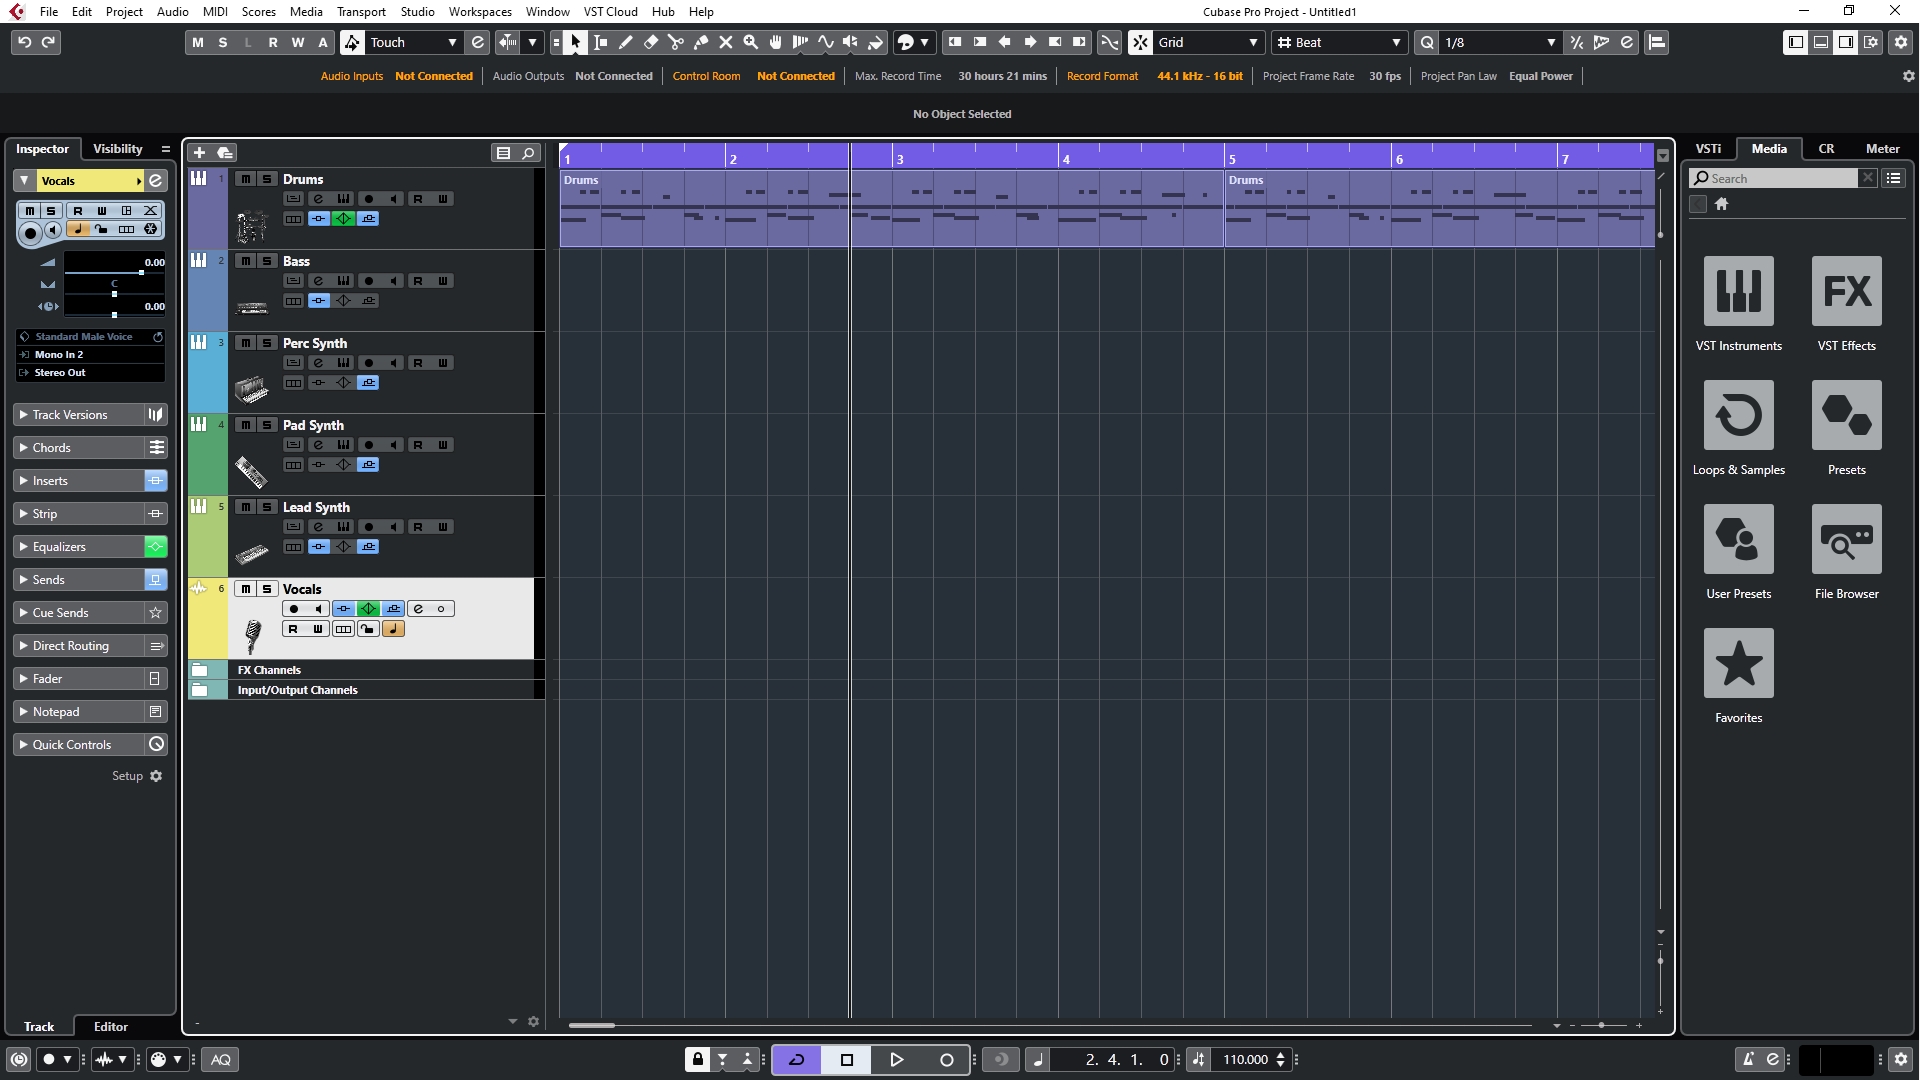 File Edit Project Audio MIDI Scores Media Transport Studio Workspaces Window VST Cloud Hub Help
Cubase Pro Project - Untitled1
M S L R W A Touch Grid Beat Q 1/8
Audio Inputs Not Connected Audio Outputs Not Connected Control Room Not Connected Max. Record Time 30 hours 21 mins Record Format 44.1 kHz - 16 bit Project Frame Rate 30 fps Project Pan Law Equal Power
No Object Selected
Inspector Visibility
Vocals
M S R W
0.00
C
0.00
Standard Male Voice
Mono In 2
Stereo Out
Track Versions
Chords
Inserts
Strip
Equalizers
Sends
Cue Sends
Direct Routing
Fader
Notepad
Quick Controls
Setup
Track Editor
1 2 3 4 5 6 7
1 M S Drums
R W
2 M S Bass
R W
3 M S Perc Synth
R W
4 M S Pad Synth
R W
5 M S Lead Synth
R W
6 M S Vocals
R W
FX Channels
Input/Output Channels
Drums Drums
VSTi Media CR Meter
Search
VST Instruments VST Effects
FX
Loops & Samples Presets
User Presets File Browser
Favorites
AQ 2. 4. 1. 0 110.000